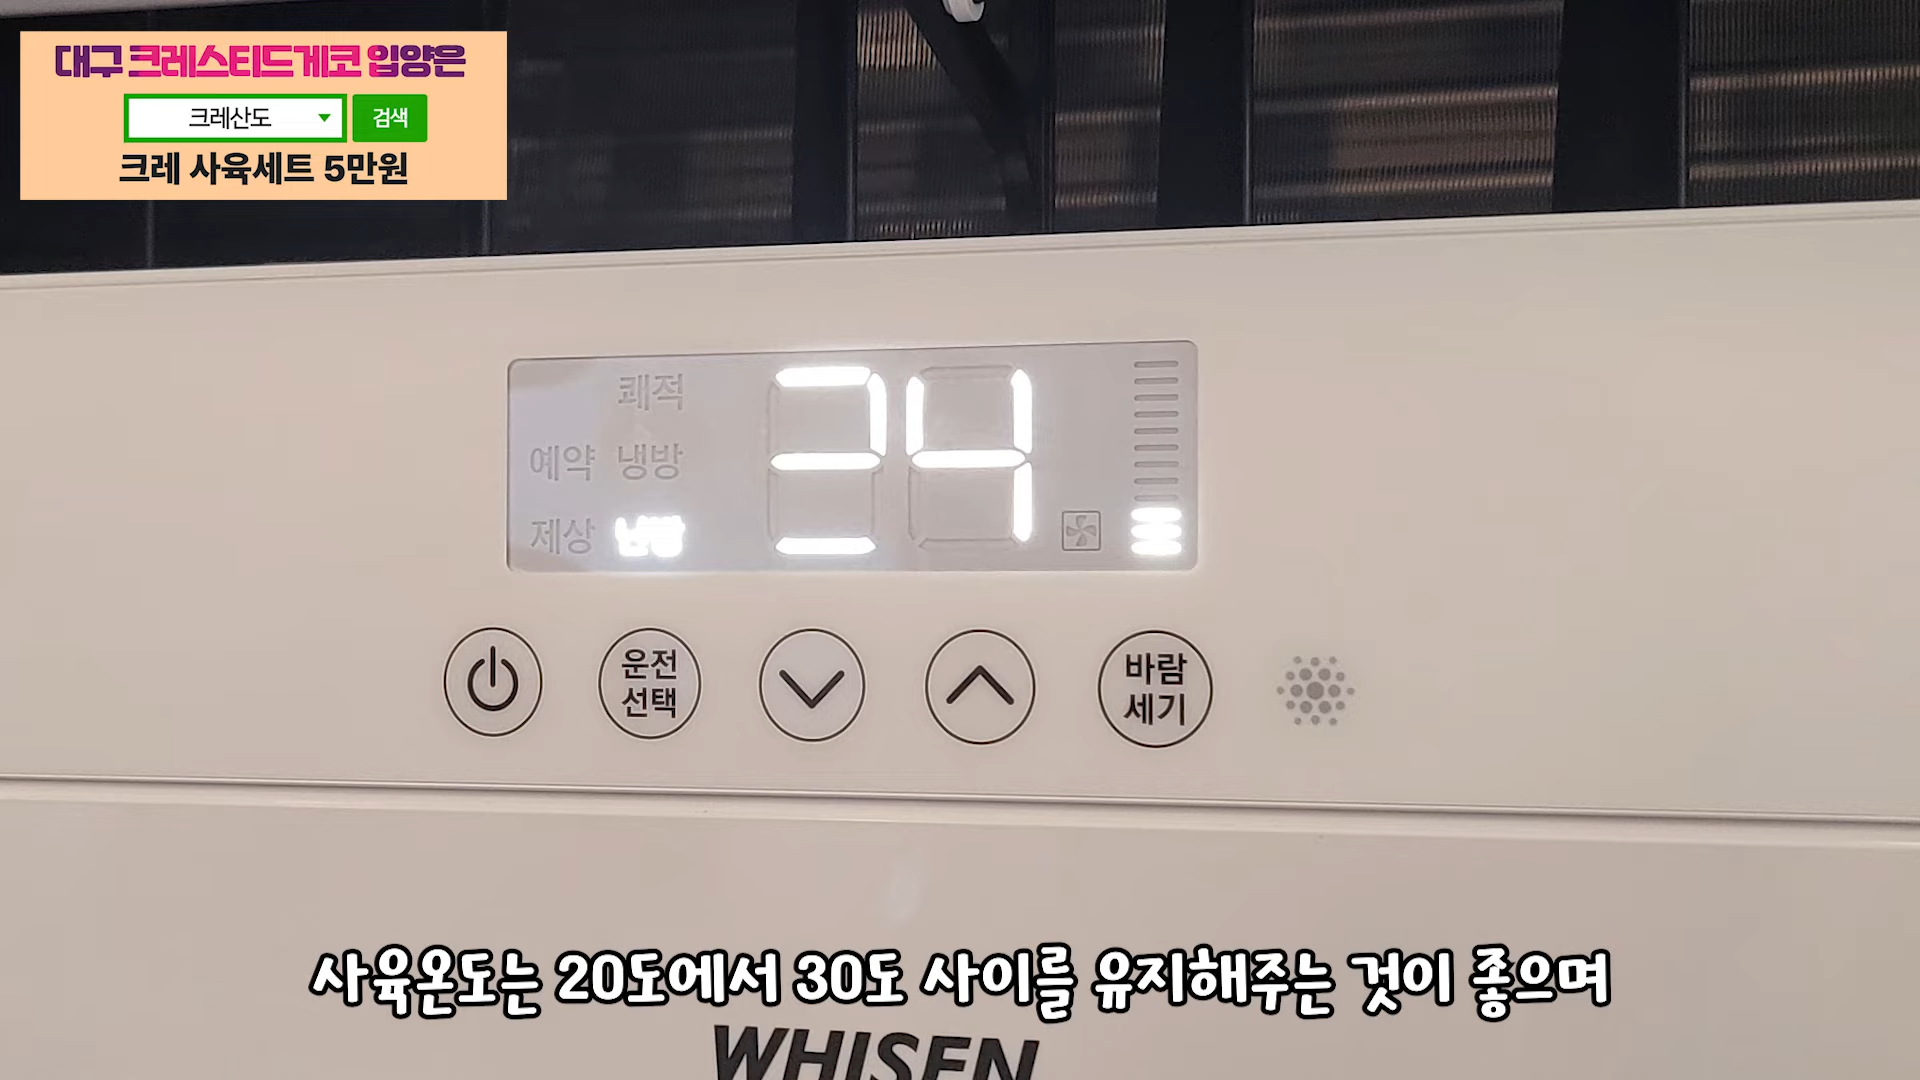 대구 크레스티드게코 입양은
크레산도 검색
크레 사육세트 5만원
쾌적
예약 냉방
제상 난방
운전
선택
바람
세기
사육온도는 20도에서 30도 사이를 유지해주는 것이 좋으며
WHISEN